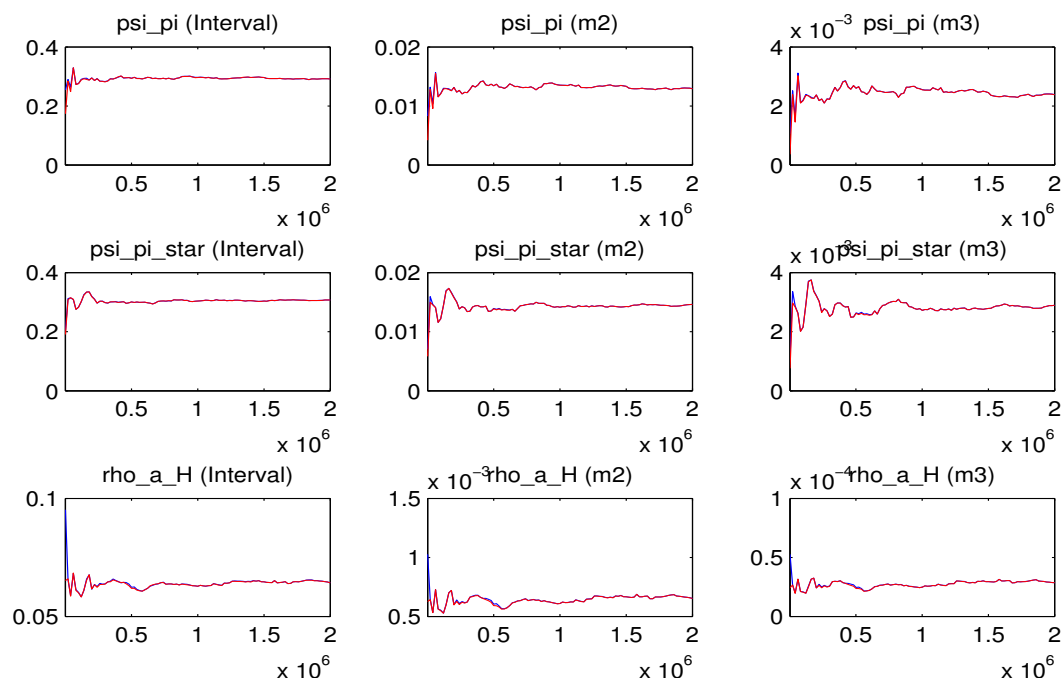 psi_pi (Interval)
0.4
0.2
0
0.5 1 1.5 2
x 10^6
psi_pi (m2)
0.02
0.01
0
0.5 1 1.5 2
x 10^6
x 10^-3 psi_pi (m3)
4
2
0
0.5 1 1.5 2
x 10^6
psi_pi_star (Interval)
0.4
0.2
0
0.5 1 1.5 2
x 10^6
psi_pi_star (m2)
0.02
0.01
0
0.5 1 1.5 2
x 10^6
x 10^-3 psi_pi_star (m3)
4
2
0
0.5 1 1.5 2
x 10^6
rho_a_H (Interval)
0.1
0.05
0.5 1 1.5 2
x 10^6
x 10^-3 rho_a_H (m2)
1.5
1
0.5
0.5 1 1.5 2
x 10^6
x 10^-4 rho_a_H (m3)
1
0.5
0
0.5 1 1.5 2
x 10^6